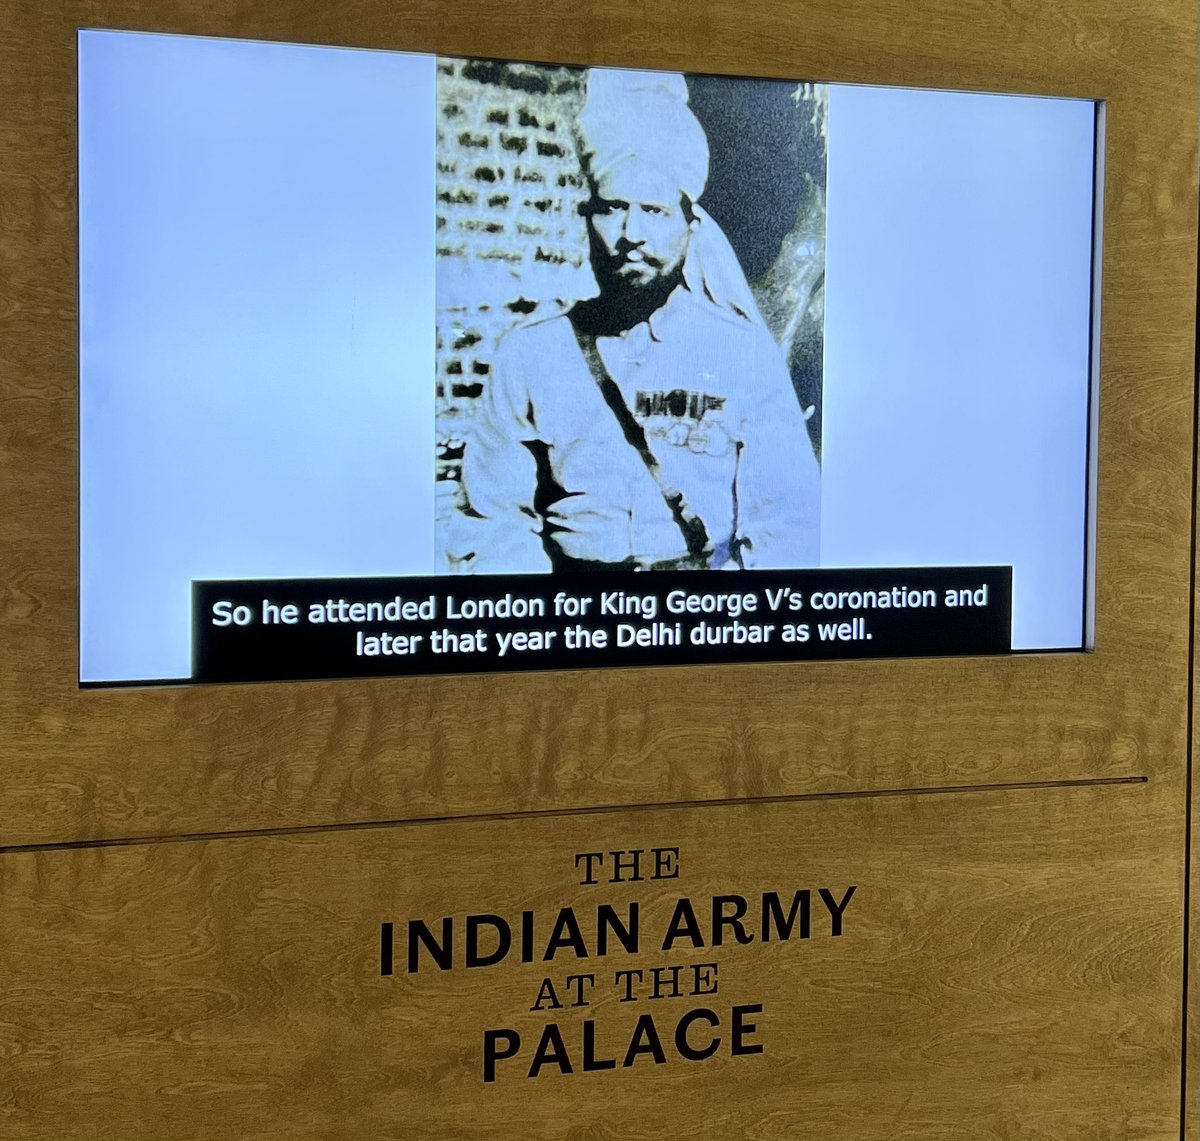 So he attended London for King George V's coronation and
later that year the Delhi durbar as well.
THE
INDIAN ARMY
AT THE
PALACE